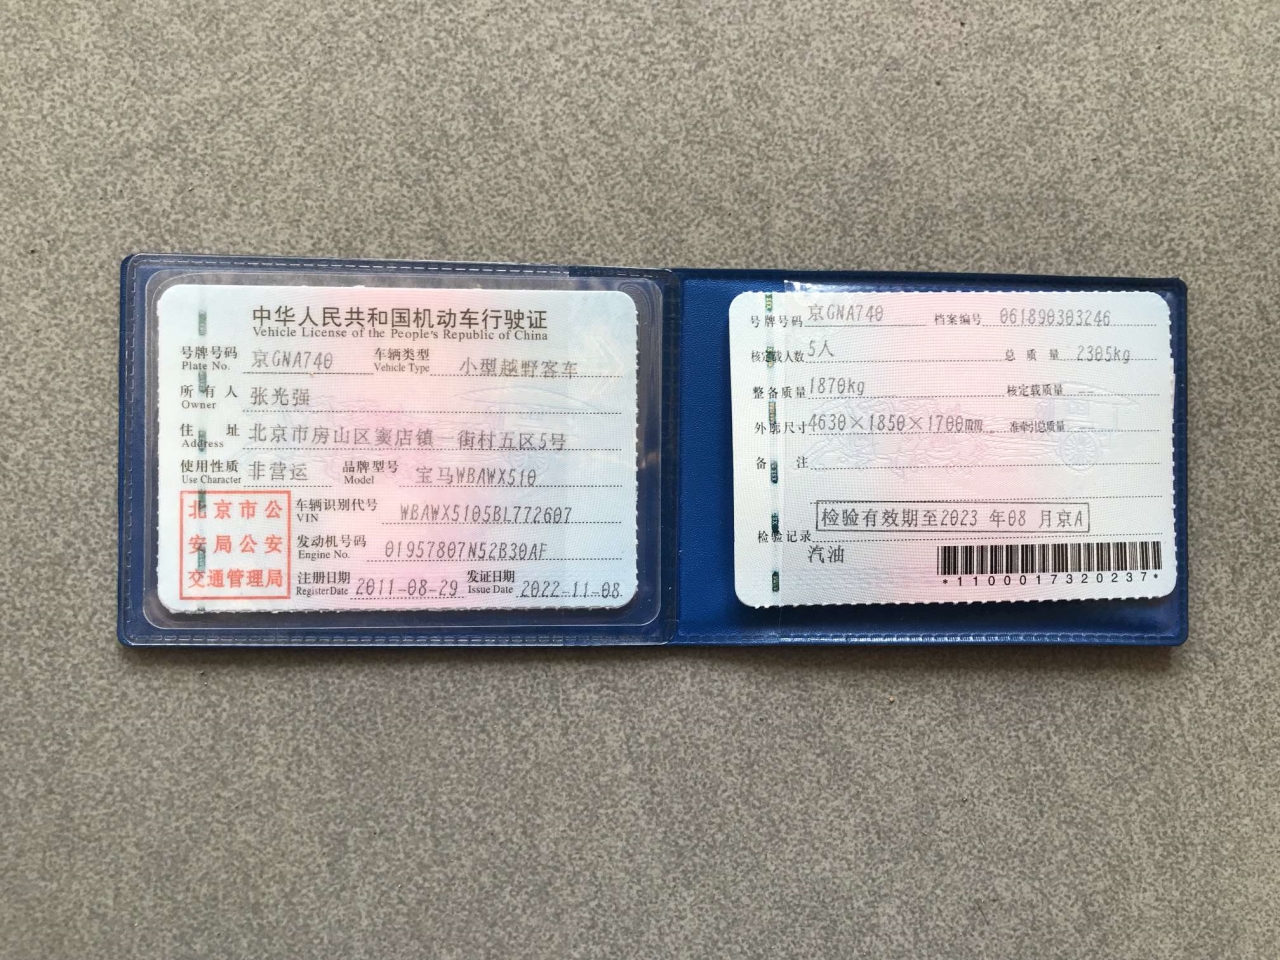 中华人民共和国机动车行驶证
Vehicle License of the People's Republic of China
号牌号码 京GNA740 车辆类型 小型越野客车
Plate No. Vehicle Type
所有人 张光强
Owner
住址 北京市房山区窦店镇一街村五区5号
Address
使用性质 非营运 品牌型号 宝马WBAWX510
Use Character Model
北京市公
安局公安
交通管理局
车辆识别代号 WBAWX5105BL772607
VIN
发动机号码 01957807N52B30AF
Engine No.
注册日期 2011-08-29 发证日期 2022-11-08
Register Date Issue Date
号牌号码 京GNA740 档案编号 061890303246
核定载人数 5人 总质量 2305kg
整备质量 1870kg 核定载质量
外廓尺寸 4630×1850×1700mm 准牵引总质量
备注
检验有效期至2023年08月京A
检验记录
汽油
*1100017320237*